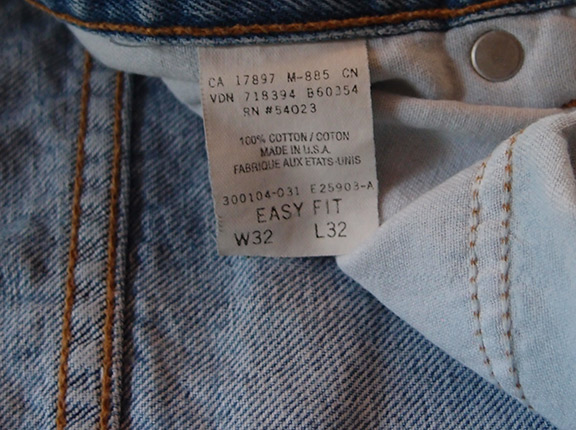 CA 17897 M-885 CN
VDN 718394 B60354
RN #54023
100% COTTON/COTON
MADE IN U.S.A.
FABRIQUE AUX ETATS-UNIS
300104-031 E25903-A
EASY FIT
W32 L32